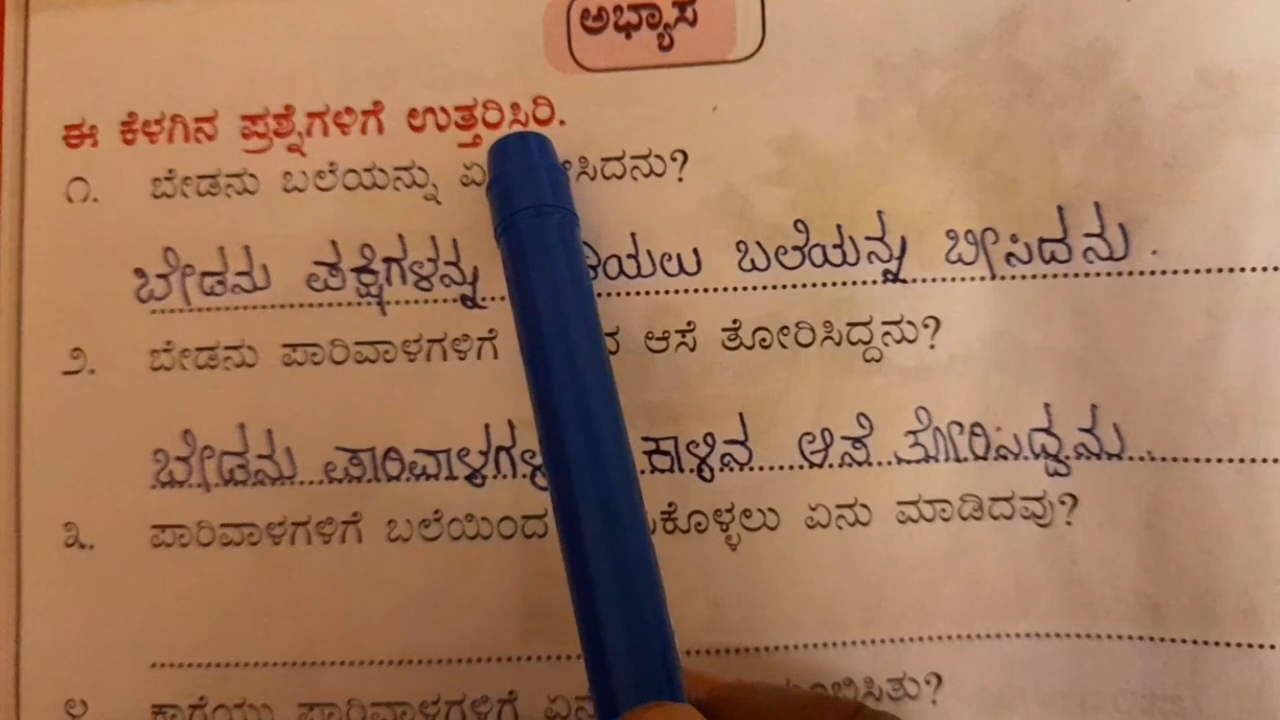 ಅಭ್ಯಾಸ
ಈ ಕೆಳಗಿನ ಪ್ರಶ್ನೆಗಳಿಗೆ ಉತ್ತರಿಸಿರಿ.
೧. ಬೇಡನು ಬಲೆಯನ್ನು
ಬೇಡನು ಪಕ್ಷಿಗಳನ್ನು ಬಲೆಯನ್ನು ಬೀಸಿದನು.
೨. ಬೇಡನು ಪಾರಿವಾಳಗಳಿಗೆ ಆಸೆ ತೋರಿಸಿದ್ದನು?
ಬೇಡನು ಕಾಳಿನ ಆಸೆ ತೋರಿಸಿದ್ದನು
೩. ಪಾರಿವಾಳಗಳಿಗೆ ಬಲೆಯಿಂದ ಏನು ಮಾಡಿದವು?
೪ ಕಾಗೆಯು ಪಾರಿವಾಳಗಳಿಗೆ